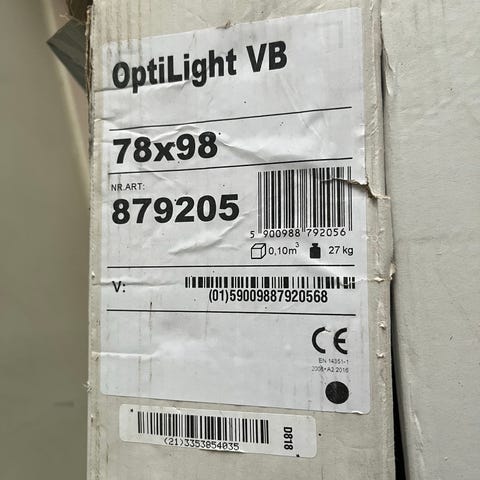 OptiLight VB
78x98
NR.ART:
879205
5 900988 792056
0,10m³ 27 kg
V:
(01)59009887920568
CE
EN 14351-1
2006+A2 2016
(21)3353854035
D818